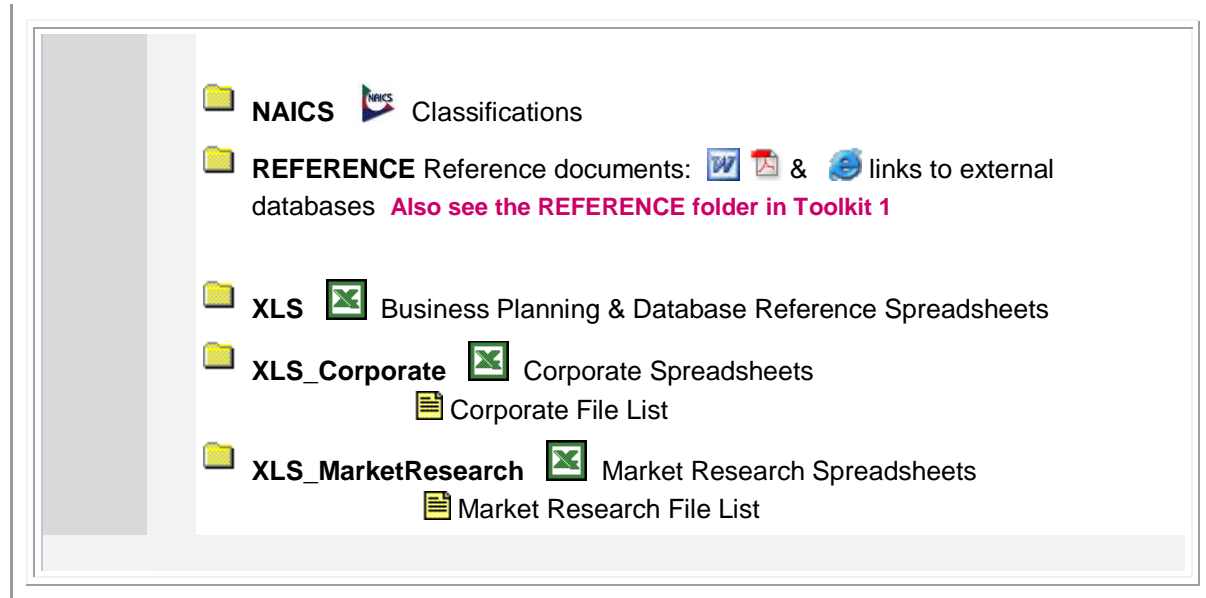 NAICS NAICS Classifications
REFERENCE Reference documents: W & e links to external
databases Also see the REFERENCE folder in Toolkit 1
XLS X Business Planning & Database Reference Spreadsheets
XLS_Corporate X Corporate Spreadsheets
Corporate File List
XLS_MarketResearch X Market Research Spreadsheets
Market Research File List